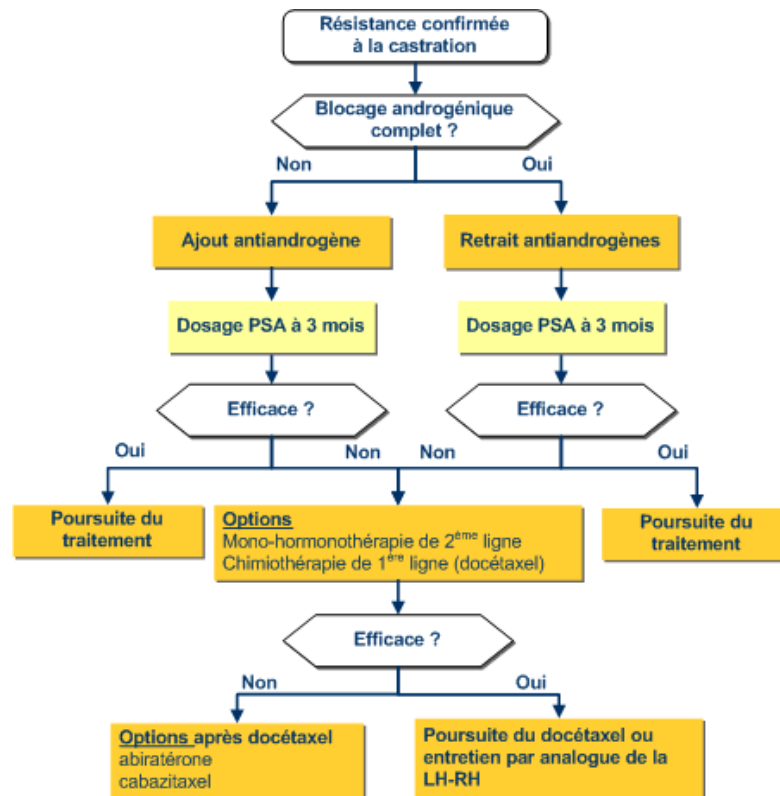 Résistance confirmée
à la castration
Blocage androgénique
complet ?
Non
Oui
Ajout antiandrogène
Retrait antiandrogènes
Dosage PSA à 3 mois
Dosage PSA à 3 mois
Efficace ?
Efficace ?
Oui
Non
Non
Oui
Poursuite du
traitement
Options
Mono-hormonothérapie de 2ème ligne
Chimiothérapie de 1ère ligne (docétaxel)
Poursuite du
traitement
Efficace ?
Non
Oui
Options après docétaxel
abiratérone
cabazitaxel
Poursuite du docétaxel ou
entretien par analogue de la
LH-RH